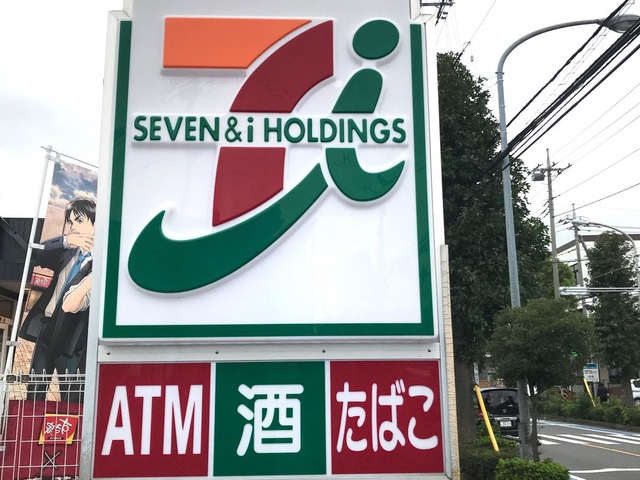 SEVEN & i HOLDINGS
ATM
酒
たばこ